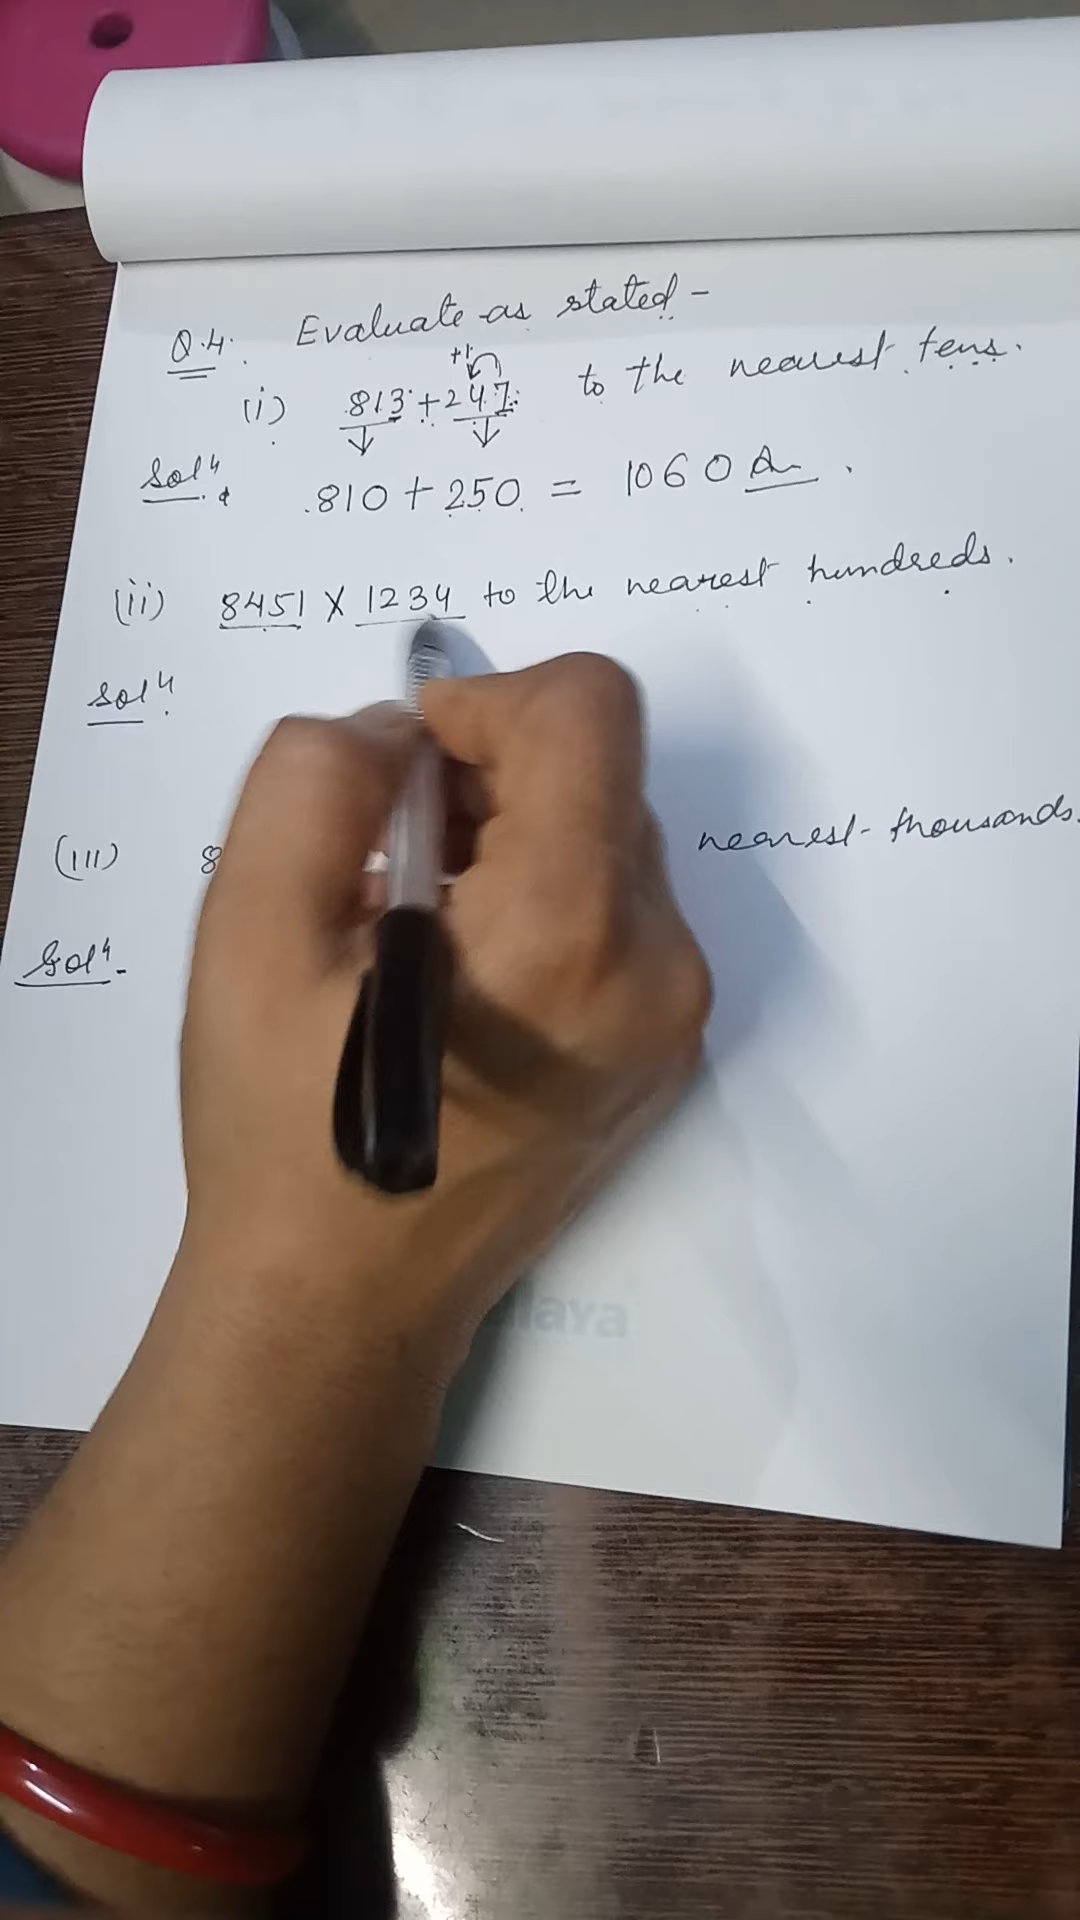 Q.4. Evaluate as stated -
+1
(i) 813 + 247 to the nearest tens.
Solⁿ. 810 + 250 = 1060 
(ii) 8451 X 1234 to the nearest hundreds.
Solⁿ.
(iii) 8 nearest thousands.
Solⁿ.